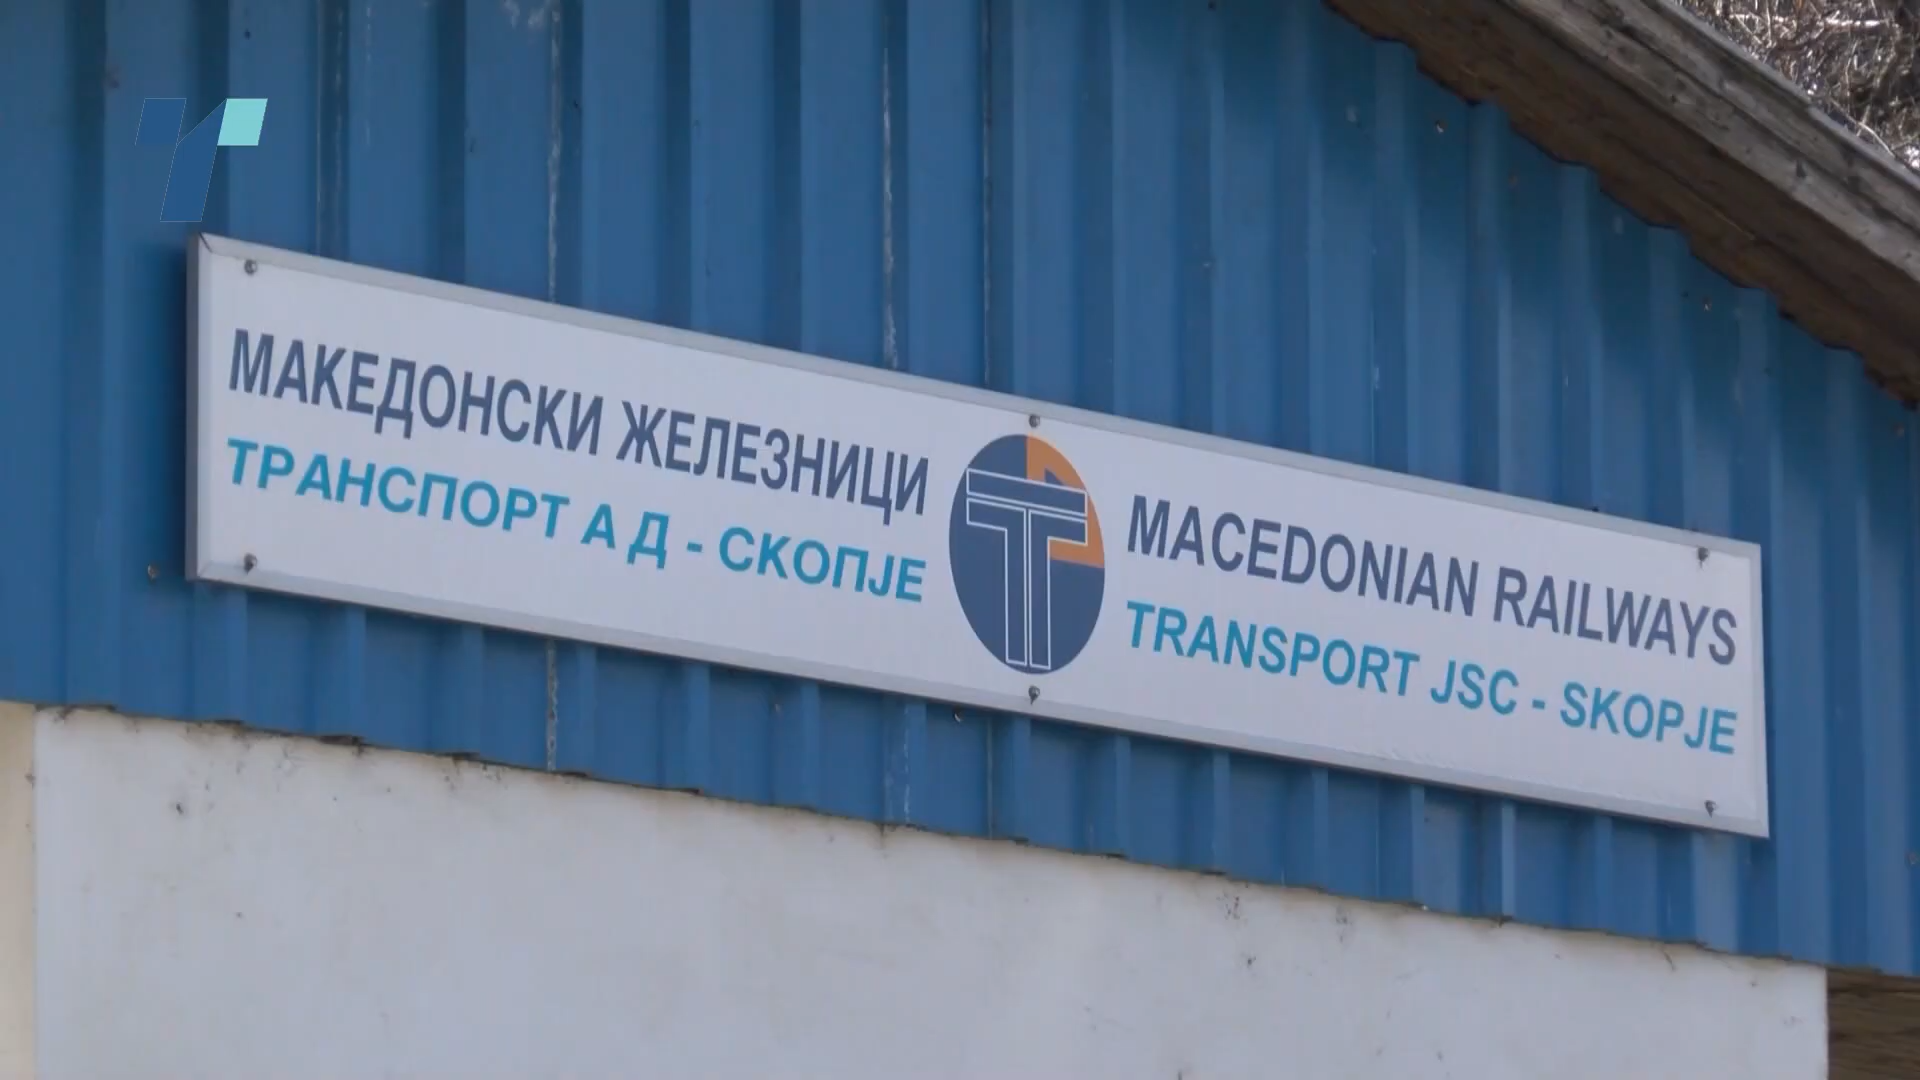 МАКЕДОНСКИ ЖЕЛЕЗНИЦИ
ТРАНСПОРТ А Д - СКОПЈЕ
MACEDONIAN RAILWAYS
TRANSPORT JSC - SKOPJE